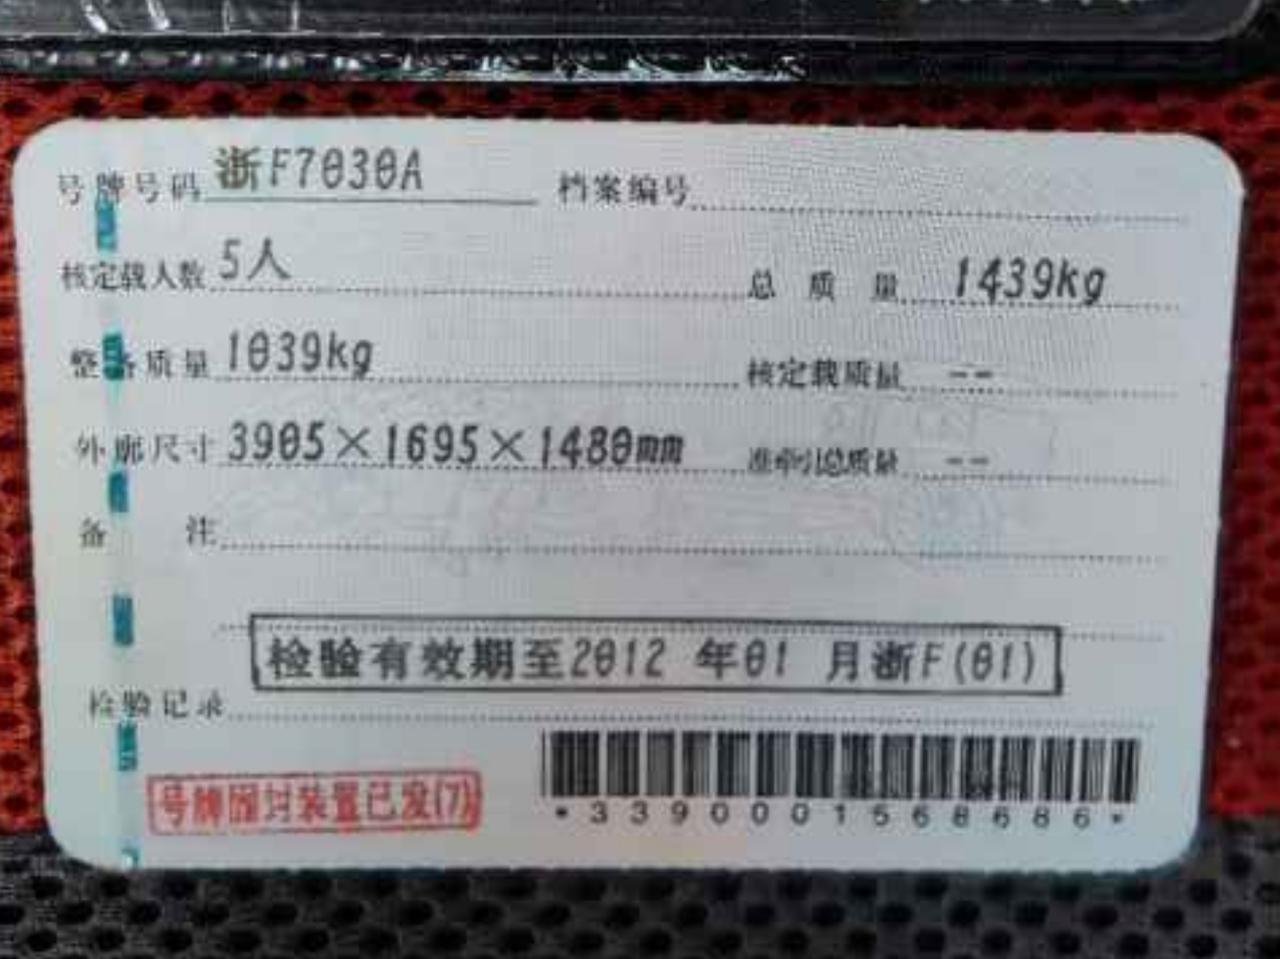 号牌号码 浙F7030A 档案编号
核定载人数 5人 总质量 1439kg
整备质量 1039kg 核定载质量 --
外廓尺寸 3905×1695×1480mm 准牵引总质量 --
备注
检验有效期至2012 年01 月浙F(01)
检验记录
号牌固封装置已发(7)
*3390001568686*